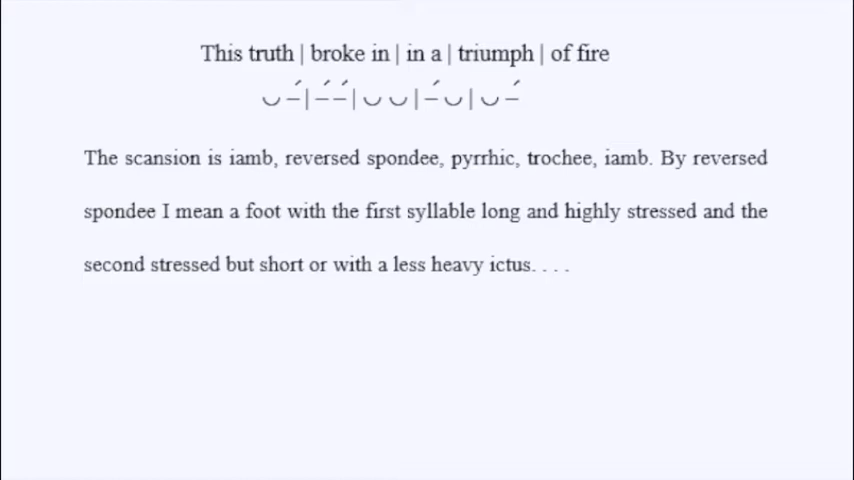 This truth | broke in | in a | triumph | of fire
◡ –́ | –́ –́ | ◡ ◡ | –́ ◡ | ◡ –́
The scansion is iamb, reversed spondee, pyrrhic, trochee, iamb. By reversed
spondee I mean a foot with the first syllable long and highly stressed and the
second stressed but short or with a less heavy ictus. . . .